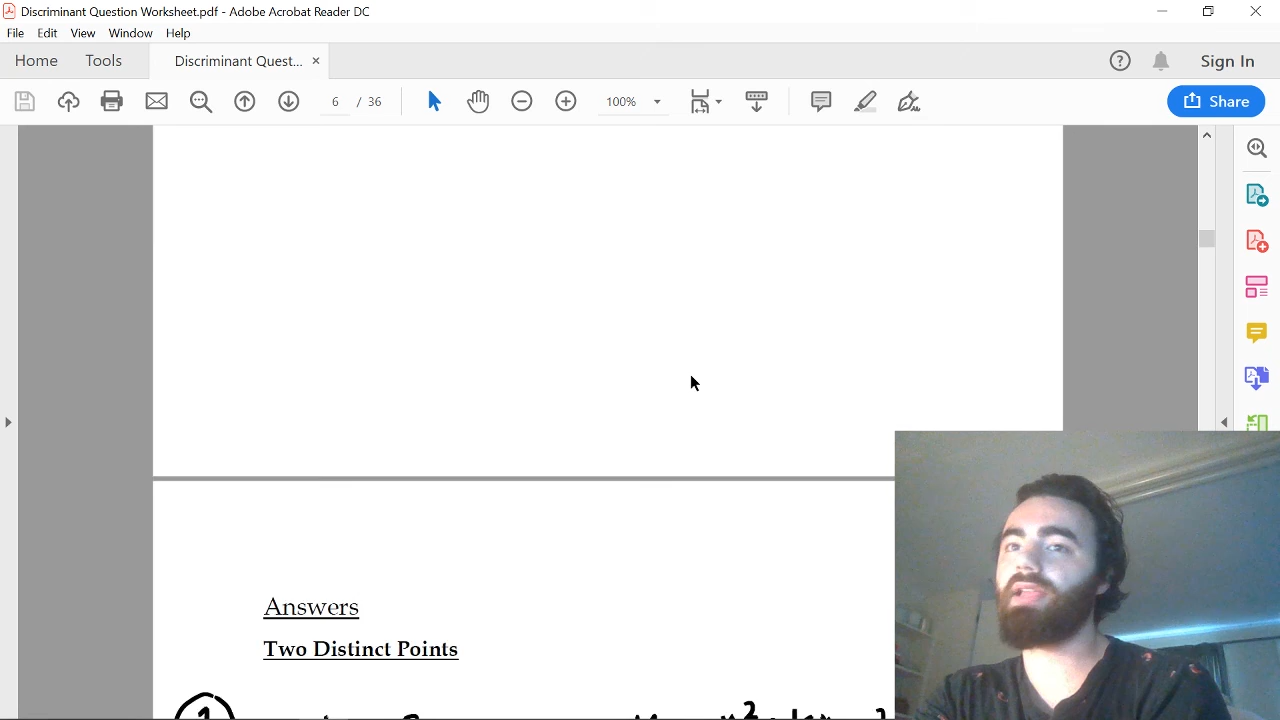 Discriminant Question Worksheet.pdf - Adobe Acrobat Reader DC
File Edit View Window Help
Home Tools Discriminant Quest... × Sign In
6 / 36 100% Share
Answers
Two Distinct Points
1